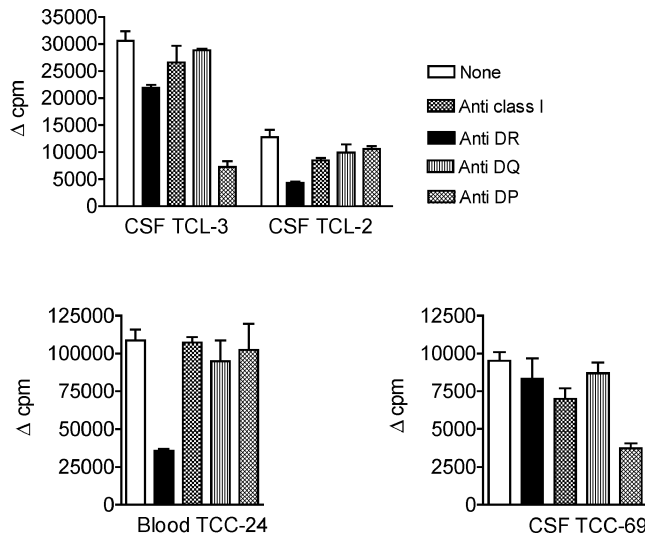 35000
30000
25000
20000
15000
10000
5000
0
Δ cpm
CSF TCL-3 CSF TCL-2
None
Anti class I
Anti DR
Anti DQ
Anti DP
125000
100000
75000
50000
25000
0
Δ cpm
Blood TCC-24
12500
10000
7500
5000
2500
0
Δ cpm
CSF TCC-69